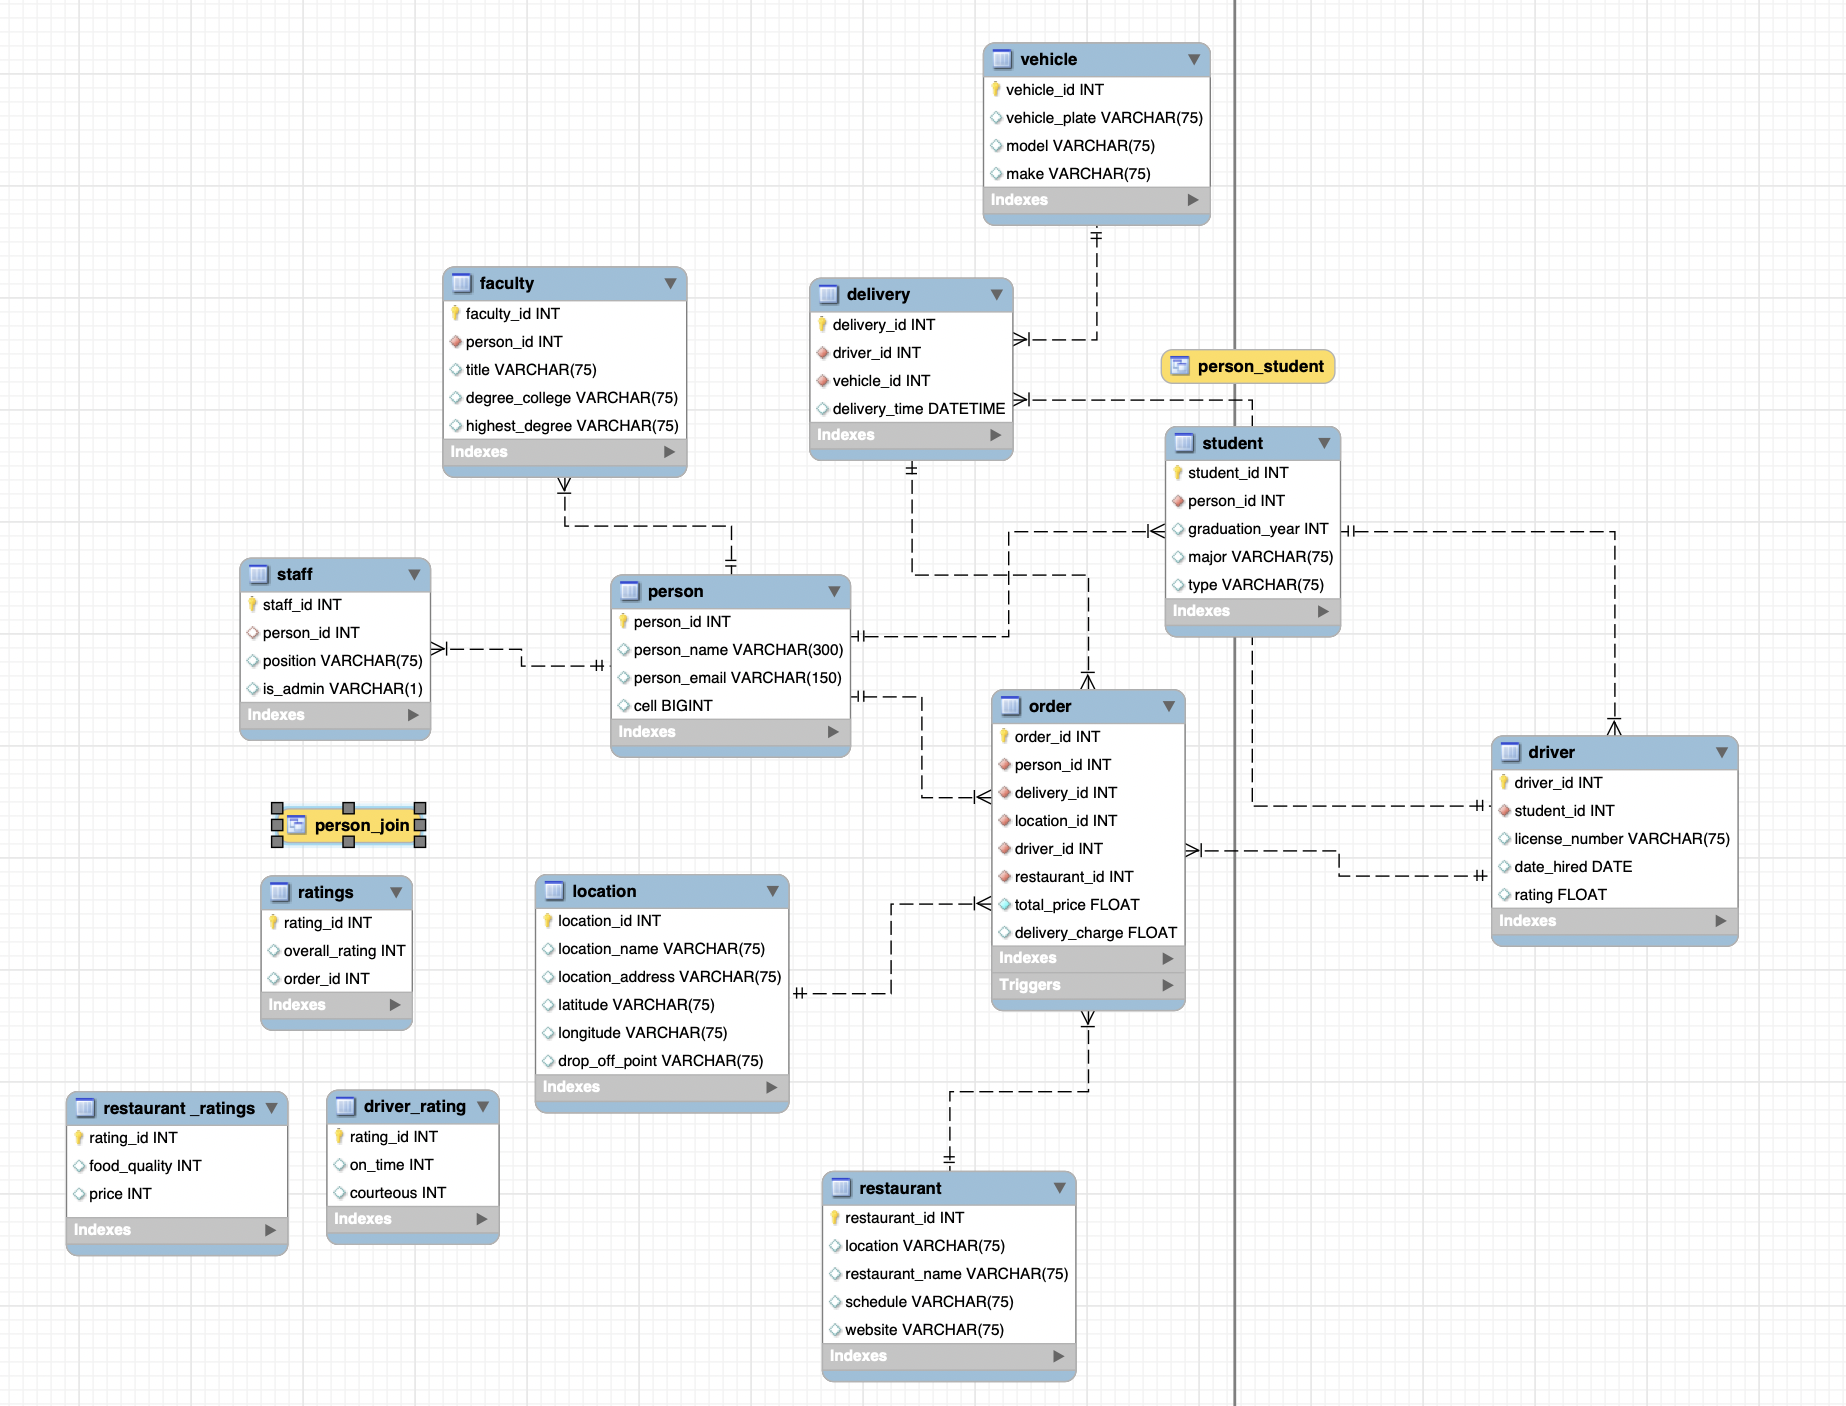 vehicle
vehicle_id INT
vehicle_plate VARCHAR(75)
model VARCHAR(75)
make VARCHAR(75)
Indexes
faculty
faculty_id INT
person_id INT
title VARCHAR(75)
degree_college VARCHAR(75)
highest_degree VARCHAR(75)
Indexes
delivery
delivery_id INT
driver_id INT
vehicle_id INT
delivery_time DATETIME
Indexes
person_student
student
student_id INT
person_id INT
graduation_year INT
major VARCHAR(75)
type VARCHAR(75)
Indexes
staff
staff_id INT
person_id INT
position VARCHAR(75)
is_admin VARCHAR(1)
Indexes
person
person_id INT
person_name VARCHAR(300)
person_email VARCHAR(150)
cell BIGINT
Indexes
order
order_id INT
person_id INT
delivery_id INT
location_id INT
driver_id INT
restaurant_id INT
total_price FLOAT
delivery_charge FLOAT
Indexes
Triggers
driver
driver_id INT
student_id INT
license_number VARCHAR(75)
date_hired DATE
rating FLOAT
Indexes
person_join
ratings
rating_id INT
overall_rating INT
order_id INT
Indexes
location
location_id INT
location_name VARCHAR(75)
location_address VARCHAR(75)
latitude VARCHAR(75)
longitude VARCHAR(75)
drop_off_point VARCHAR(75)
Indexes
restaurant _ratings
rating_id INT
food_quality INT
price INT
Indexes
driver_rating
rating_id INT
on_time INT
courteous INT
Indexes
restaurant
restaurant_id INT
location VARCHAR(75)
restaurant_name VARCHAR(75)
schedule VARCHAR(75)
website VARCHAR(75)
Indexes